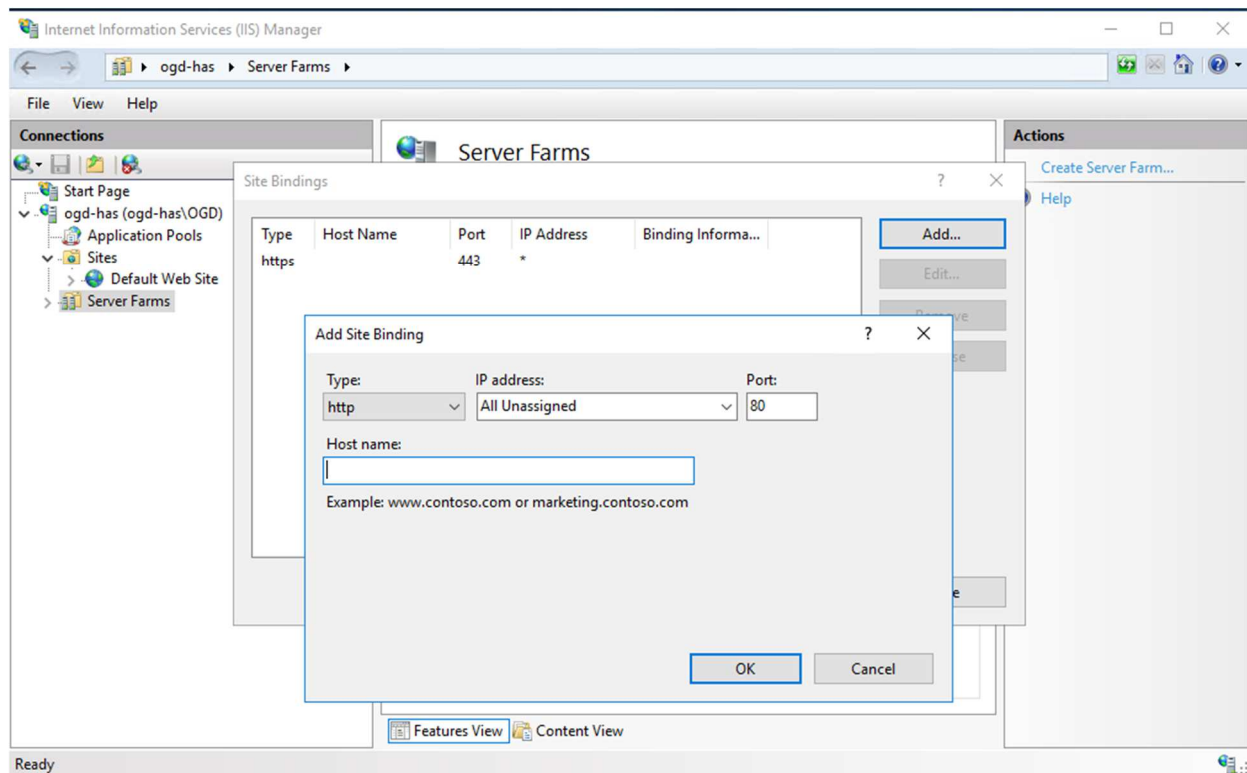 Internet Information Services (IIS) Manager
ogd-has Server Farms
File View Help
Connections
Start Page
ogd-has (ogd-has\OGD)
Application Pools
Sites
Default Web Site
Server Farms
Server Farms
Actions
Create Server Farm...
Help
Site Bindings ?
Type Host Name Port IP Address Binding Informa...
https 443 *
Add...
Edit...
Add Site Binding ?
Type: IP address: Port:
http All Unassigned 80
Host name:
Example: www.contoso.com or marketing.contoso.com
OK Cancel
Features View Content View
Ready